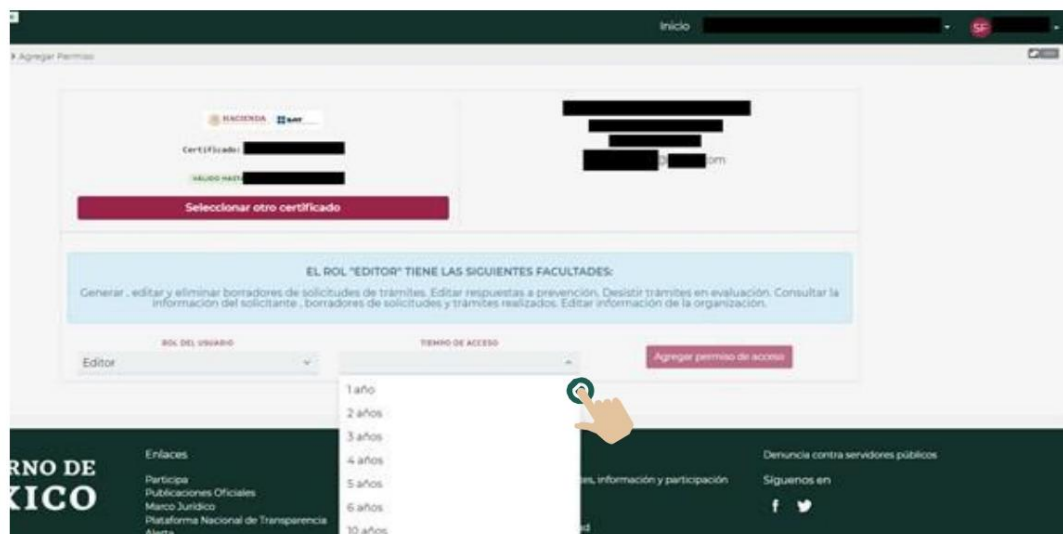 Inicio
SF
Agregar Permiso
HACIENDA SAT
Certificado:
VÁLIDO HASTA
@ om
Seleccionar otro certificado
EL ROL "EDITOR" TIENE LAS SIGUIENTES FACULTADES:
Generar , editar y eliminar borradores de solicitudes de trámites. Editar respuestas a prevención. Desistir trámites en evaluación. Consultar la
información del solicitante , borradores de solicitudes y trámites realizados. Editar información de la organización.
ROL DEL USUARIO
TIEMPO DE ACCESO
Editor
Agregar permiso de acceso
1 año
2 años
3 años
4 años
5 años
6 años
10 años
RNO DE
XICO
Enlaces
Participa
Publicaciones Oficiales
Marco Jurídico
Plataforma Nacional de Transparencia
Alerta
es, información y participación
ad
Denuncia contra servidores públicos
Síguenos en
f